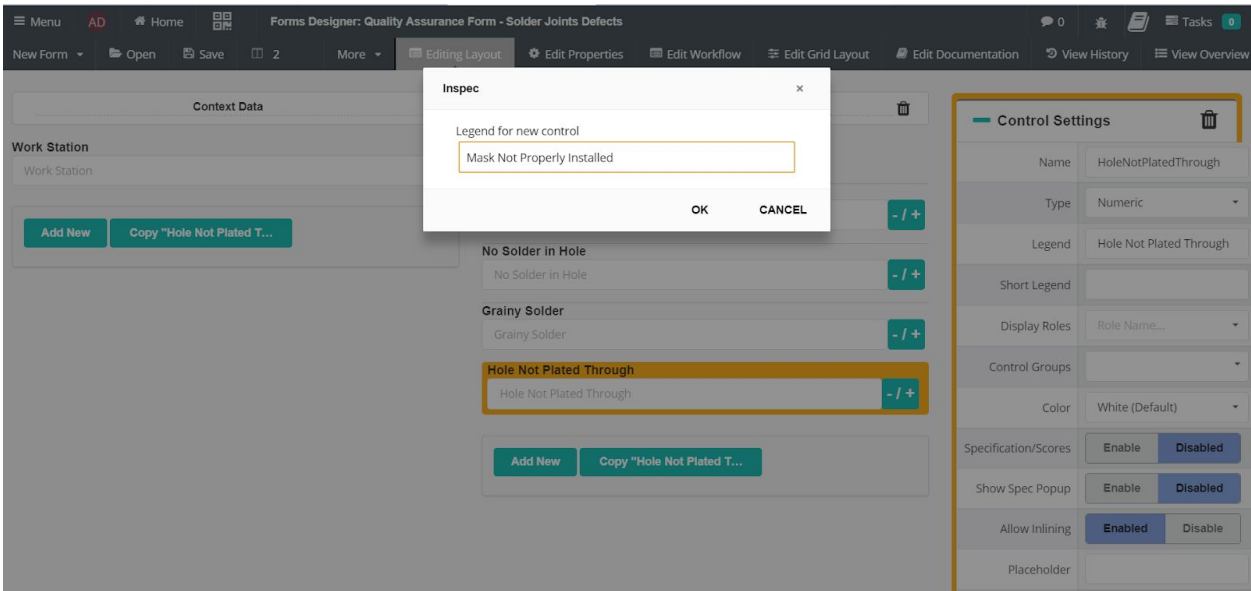 Menu AD Home Forms Designer: Quality Assurance Form - Solder Joints Defects 0 Tasks 0
New Form Open Save 2 More Editing Layout Edit Properties Edit Workflow Edit Grid Layout Edit Documentation View History View Overview
Inspec ×
Legend for new control
Mask Not Properly Installed
OK CANCEL
Context Data
Work Station
Work Station
Add New Copy "Hole Not Plated T...
- / +
No Solder in Hole
No Solder in Hole - / +
Grainy Solder
Grainy Solder - / +
Hole Not Plated Through
Hole Not Plated Through - / +
Add New Copy "Hole Not Plated T...
Control Settings
Name HoleNotPlatedThrough
Type Numeric
Legend Hole Not Plated Through
Short Legend
Display Roles Role Name...
Control Groups
Color White (Default)
Specification/Scores Enable Disabled
Show Spec Popup Enable Disabled
Allow Inlining Enabled Disable
Placeholder